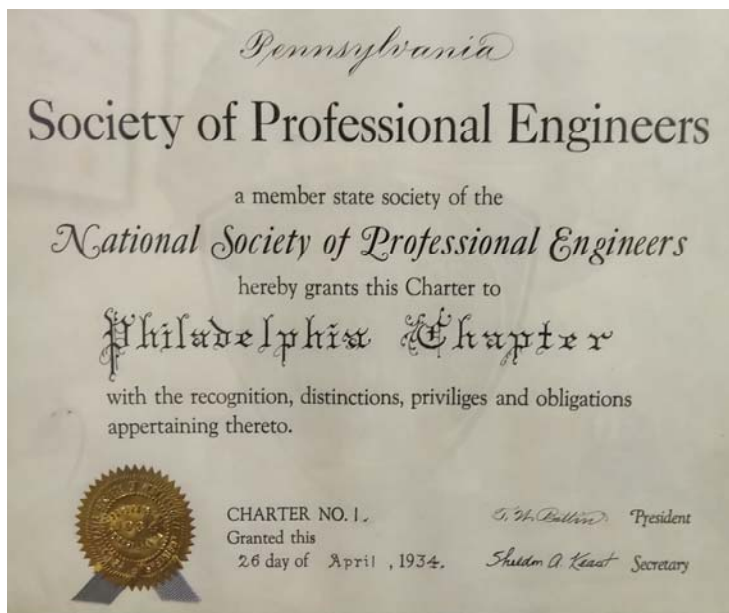 Pennsylvania
Society of Professional Engineers
a member state society of the
National Society of Professional Engineers
hereby grants this Charter to
Philadelphia Chapter
with the recognition, distinctions, priviliges and obligations
appertaining thereto.
CHARTER NO. 1.
Granted this
26 day of April, 1934.
President
Sheldon A. Keast Secretary